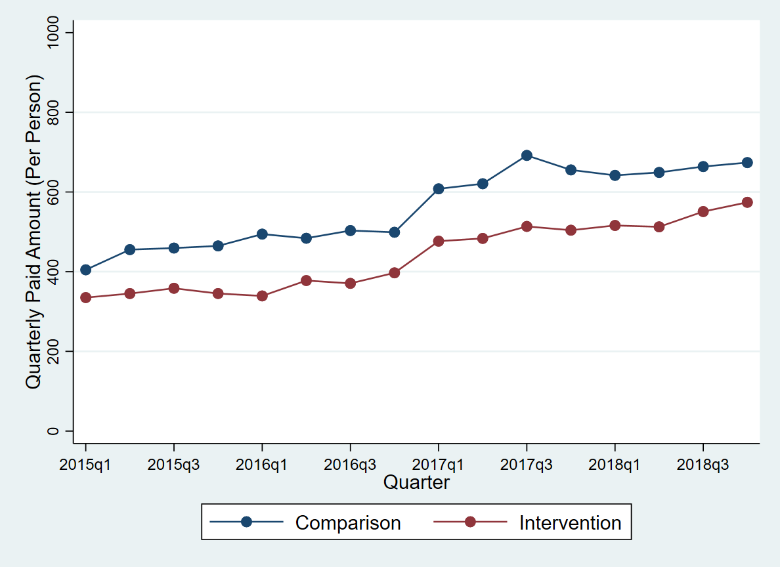 Quarterly Paid Amount (Per Person)
1000
800
600
400
200
0
2015q1 2015q3 2016q1 2016q3 2017q1 2017q3 2018q1 2018q3
Quarter
Comparison Intervention